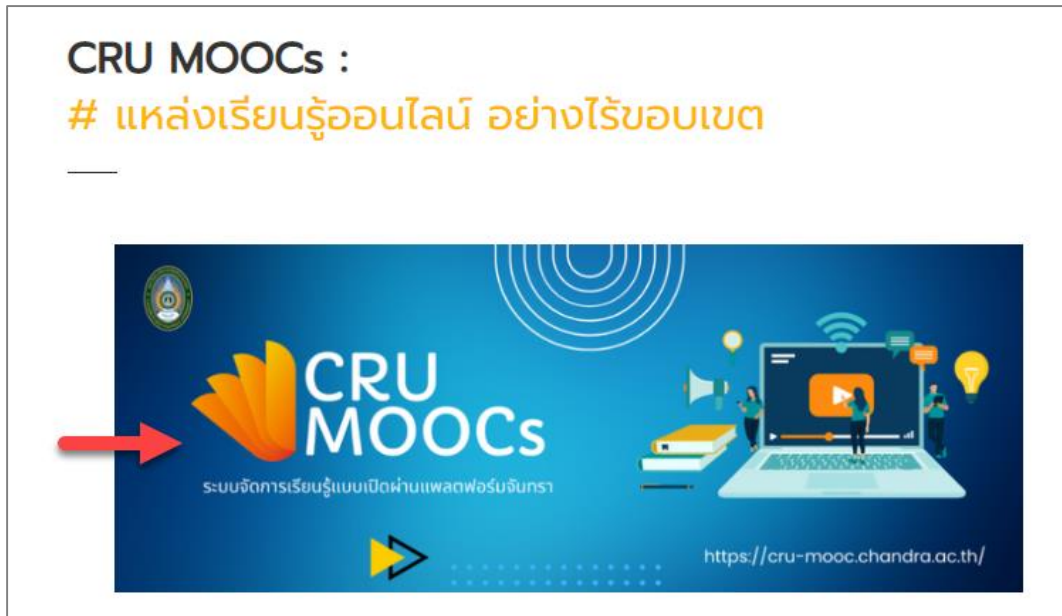 CRU MOOCs :
# แหล่งเรียนรู้ออนไลน์ อย่างไร้ขอบเขต
CRU
MOOCs
ระบบจัดการเรียนรู้แบบเปิดผ่านแพลตฟอร์มจันทรา
https://cru-mooc.chandra.ac.th/